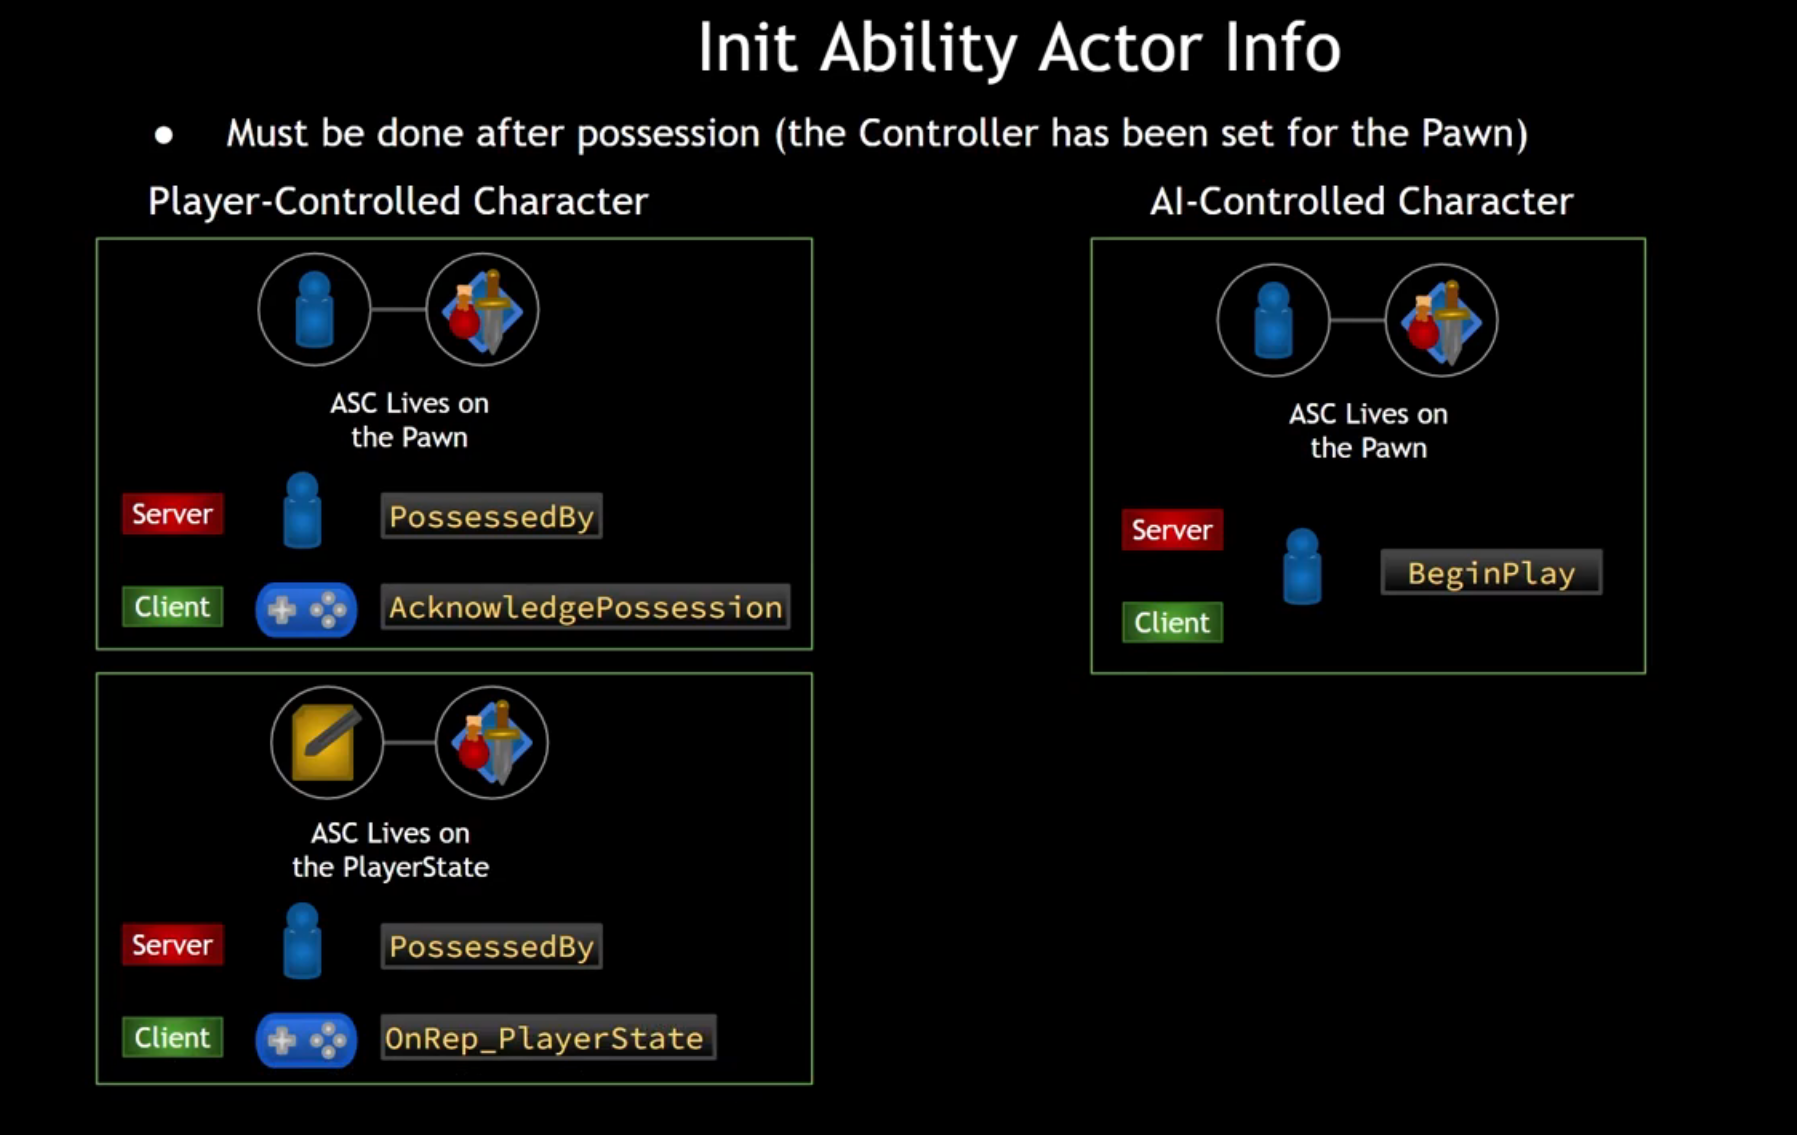 Init Ability Actor Info
● Must be done after possession (the Controller has been set for the Pawn)
Player-Controlled Character
ASC Lives on
the Pawn
Server
PossessedBy
Client
AcknowledgePossession
ASC Lives on
the PlayerState
Server
PossessedBy
Client
OnRep_PlayerState
AI-Controlled Character
ASC Lives on
the Pawn
Server
BeginPlay
Client